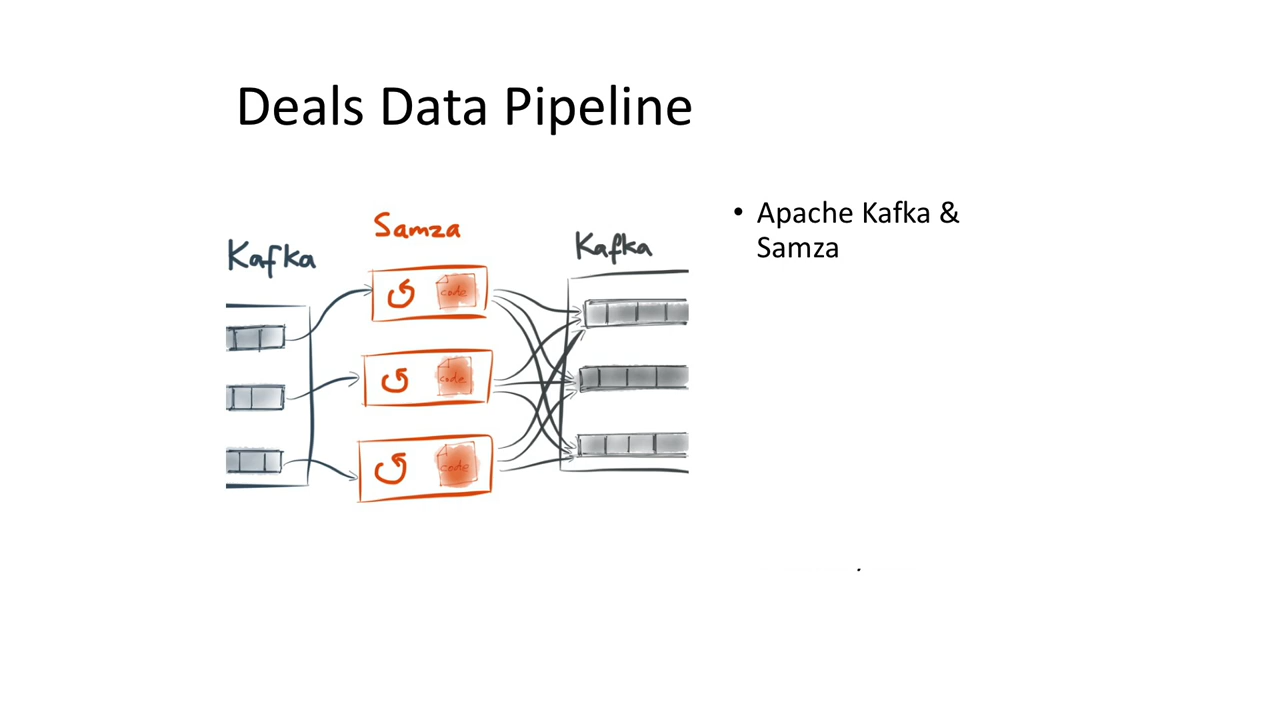 Deals Data Pipeline
Kafka
Samza
Kafka
code
code
code
• Apache Kafka &
Samza